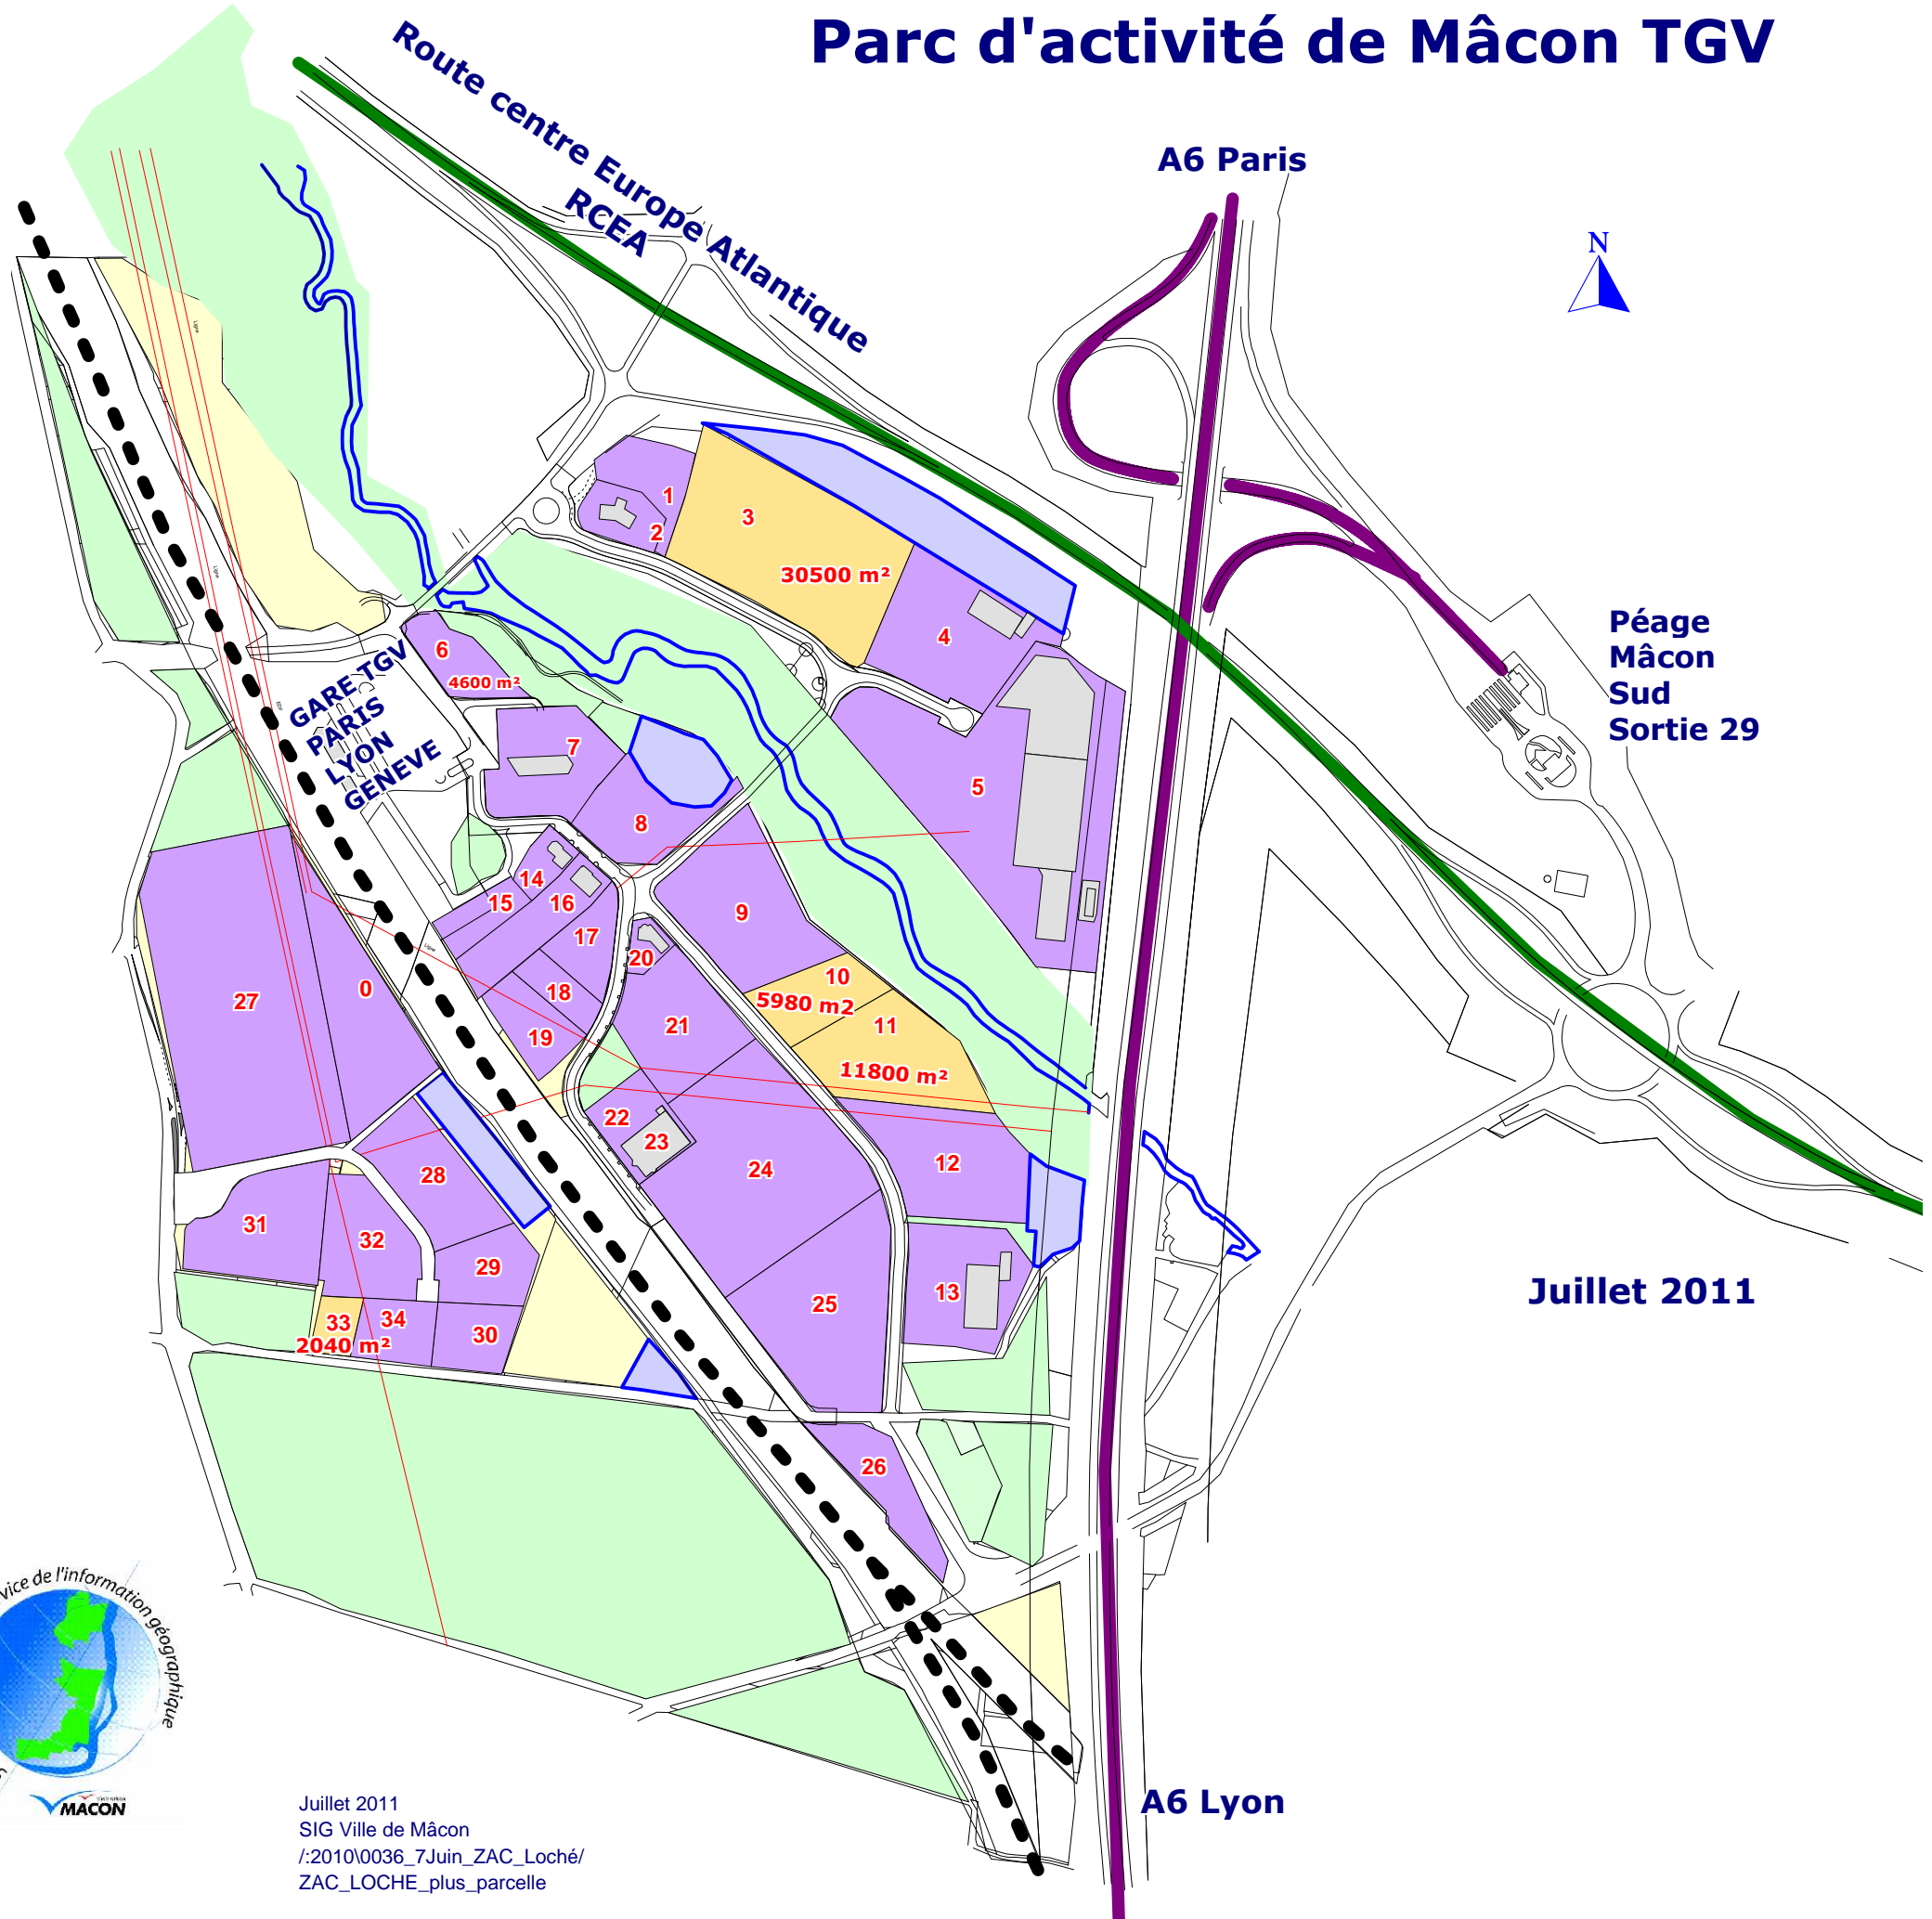 Parc d'activité de Mâcon TGV
Route centre Europe Atlantique
RCEA
A6 Paris
N
Péage
Mâcon
Sud
Sortie 29
1
2
3
30500 m²
4
5
6
4600 m²
GARE TGV
PARIS
LYON
GENEVE
7
8
9
10
5980 m2
11
11800 m²
12
13
14
15
16
17
18
19
20
21
22
23
24
25
26
27
0
28
29
30
31
32
33
34
2040 m²
Ligne
Ligne
Ligne
Juillet 2011
A6 Lyon
vice de l'information géographique
MACON
Juillet 2011
SIG Ville de Mâcon
/:2010\0036_7Juin_ZAC_Loché/
ZAC_LOCHE_plus_parcelle